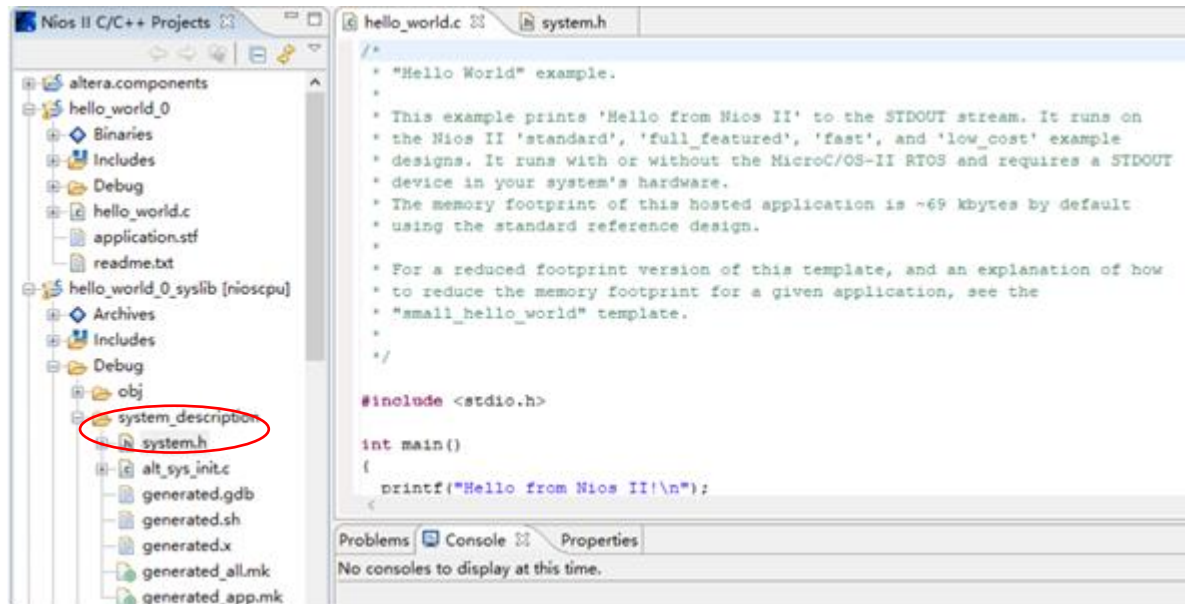 Nios II C/C++ Projects
altera.components
hello_world_0
Binaries
Includes
Debug
hello_world.c
application.stf
readme.txt
hello_world_0_syslib [nioscpu]
Archives
Includes
Debug
obj
system_description
system.h
alt_sys_init.c
generated.gdb
generated.sh
generated.x
generated_all.mk
generated_app.mk
hello_world.c
system.h
/*
* "Hello World" example.
*
* This example prints 'Hello from Nios II' to the STDOUT stream. It runs on
* the Nios II 'standard', 'full_featured', 'fast', and 'low_cost' example
* designs. It runs with or without the MicroC/OS-II RTOS and requires a STDOUT
* device in your system's hardware.
* The memory footprint of this hosted application is ~69 kbytes by default
* using the standard reference design.
*
* For a reduced footprint version of this template, and an explanation of how
* to reduce the memory footprint for a given application, see the
* "small_hello_world" template.
*
*/
#include <stdio.h>
int main()
{
printf("Hello from Nios II!\n");
Problems
Console
Properties
No consoles to display at this time.